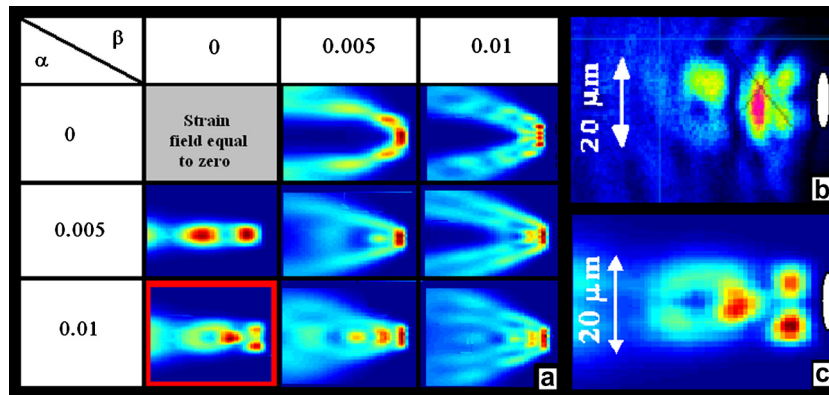 β
α
0
0.005
0.01
0
Strain
field equal
to zero
0.005
0.01
a
20 μm
b
20 μm
c